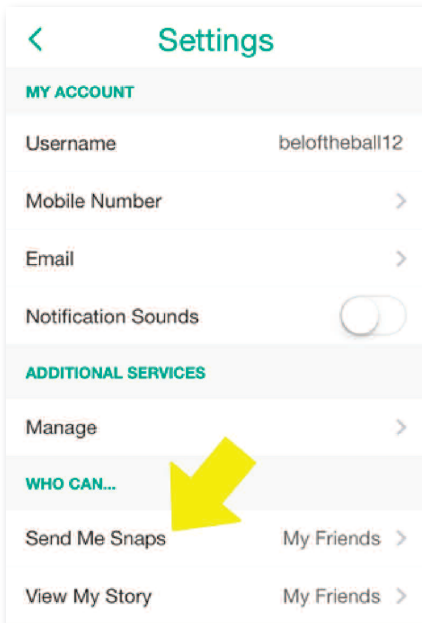 Settings
MY ACCOUNT
Username beloftheball12
Mobile Number
Email
Notification Sounds
ADDITIONAL SERVICES
Manage
WHO CAN...
Send Me Snaps My Friends
View My Story My Friends